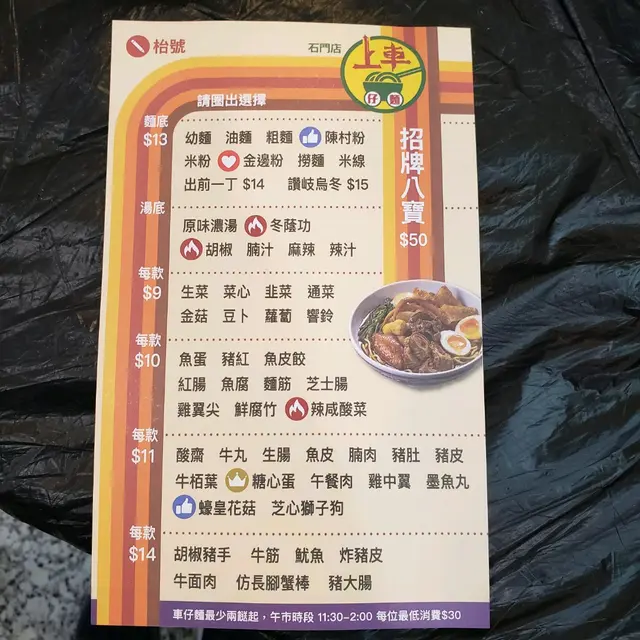 枱號
石門店
上車
仔麵
請圈出選擇
招牌八寶
$50
麵底
$13
幼麵 油麵 粗麵 陳村粉
米粉 金邊粉 撈麵 米線
出前一丁 $14 讚岐烏冬 $15
湯底
原味濃湯 冬蔭功
胡椒 腩汁 麻辣 辣汁
每款
$9
生菜 菜心 韭菜 通菜
金菇 豆卜 蘿蔔 響鈴
每款
$10
魚蛋 豬紅 魚皮餃
紅腸 魚腐 麵筋 芝士腸
雞翼尖 鮮腐竹 辣咸酸菜
每款
$11
酸齋 牛丸 生腸 魚皮 腩肉 豬肚 豬皮
牛栢葉 糖心蛋 午餐肉 雞中翼 墨魚丸
蠔皇花菇 芝心獅子狗
每款
$14
胡椒豬手 牛筋 魷魚 炸豬皮
牛面肉 仿長腳蟹棒 豬大腸
車仔麵最少兩餸起，午市時段 11:30-2:00 每位最低消費$30